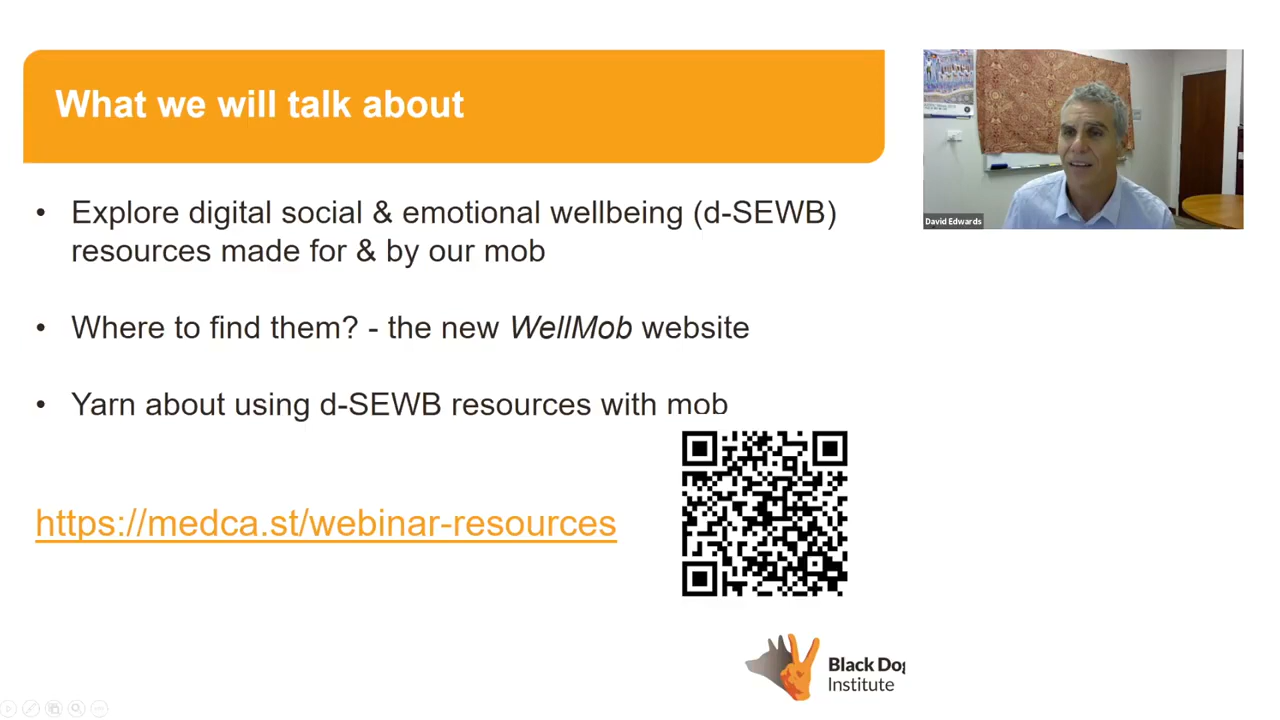 What we will talk about
• Explore digital social & emotional wellbeing (d-SEWB)
resources made for & by our mob
• Where to find them? - the new WellMob website
• Yarn about using d-SEWB resources with mob
https://medca.st/webinar-resources
Black Dog
Institute
David Edwards